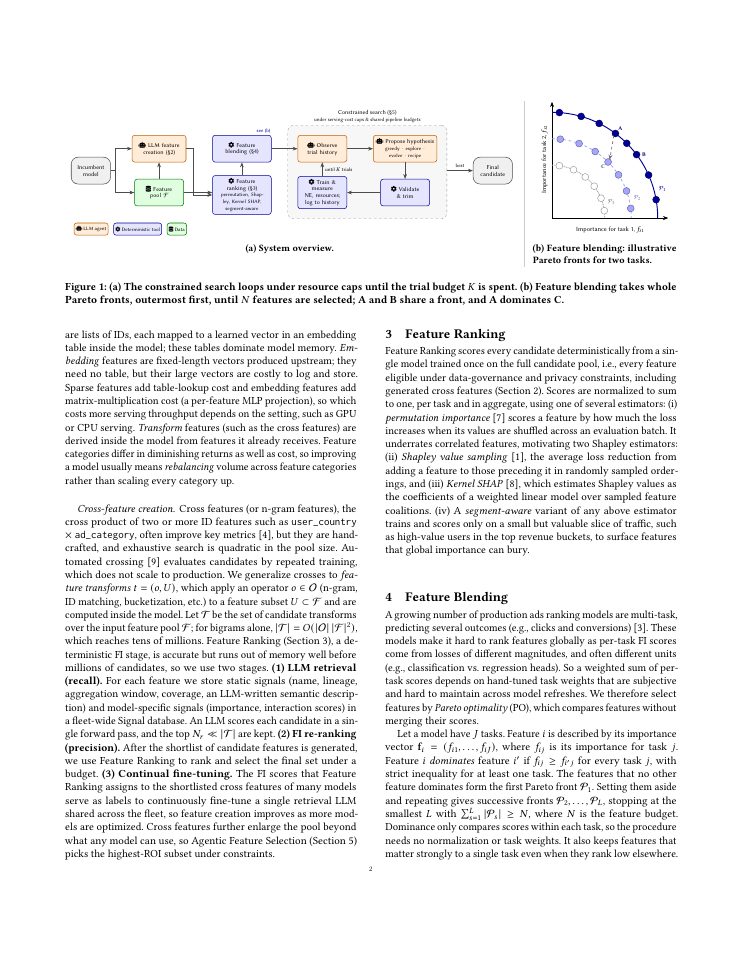 Constrained search (§5)
under serving-cost caps & shared pipeline budgets
Incumbent
model
LLM feature
creation (§2)
Feature
pool F
see (b)
Feature
blending (§4)
Feature
ranking (§3)
permutation, Shap-
ley, Kernel SHAP,
segment-aware
Observe
trial history
Propose hypothesis
greedy · explore ·
evolve · recipe
until K trials
Train &
measure
NE, resources;
log to history
Validate
& trim
best
Final
candidate
LLM agent
Deterministic tool
Data
(a) System overview.
Importance for task 2, f_{i2}
A
B
C
P_1
P_2
P_3
Importance for task 1, f_{i1}
(b) Feature blending: illustrative
Pareto fronts for two tasks.
Figure 1: (a) The constrained search loops under resource caps until the trial budget K is spent. (b) Feature blending takes whole
Pareto fronts, outermost first, until N features are selected; A and B share a front, and A dominates C.
are lists of IDs, each mapped to a learned vector in an embedding
table inside the model; these tables dominate model memory. Em-
bedding features are fixed-length vectors produced upstream; they
need no table, but their large vectors are costly to log and store.
Sparse features add table-lookup cost and embedding features add
matrix-multiplication cost (a per-feature MLP projection), so which
costs more serving throughput depends on the setting, such as GPU
or CPU serving. Transform features (such as the cross features) are
derived inside the model from features it already receives. Feature
categories differ in diminishing returns as well as cost, so improving
a model usually means rebalancing volume across feature categories
rather than scaling every category up.
Cross-feature creation. Cross features (or n-gram features), the
cross product of two or more ID features such as user_country
× ad_category, often improve key metrics [4], but they are hand-
crafted, and exhaustive search is quadratic in the pool size. Au-
tomated crossing [9] evaluates candidates by repeated training,
which does not scale to production. We generalize crosses to fea-
ture transforms t = (o, U), which apply an operator o ∈ O (n-gram,
ID matching, bucketization, etc.) to a feature subset U ⊂ F and are
computed inside the model. Let T be the set of candidate transforms
over the input feature pool F; for bigrams alone, |T| = O(|O| |F|²),
which reaches tens of millions. Feature Ranking (Section 3), a de-
terministic FI stage, is accurate but runs out of memory well before
millions of candidates, so we use two stages. (1) LLM retrieval
(recall). For each feature we store static signals (name, lineage,
aggregation window, coverage, an LLM-written semantic descrip-
tion) and model-specific signals (importance, interaction scores) in
a fleet-wide Signal database. An LLM scores each candidate in a sin-
gle forward pass, and the top N_r ≪ |T| are kept. (2) FI re-ranking
(precision). After the shortlist of candidate features is generated,
we use Feature Ranking to rank and select the final set under a
budget. (3) Continual fine-tuning. The FI scores that Feature
Ranking assigns to the shortlisted cross features of many models
serve as labels to continuously fine-tune a single retrieval LLM
shared across the fleet, so feature creation improves as more mod-
els are optimized. Cross features further enlarge the pool beyond
what any model can use, so Agentic Feature Selection (Section 5)
picks the highest-ROI subset under constraints.
3 Feature Ranking
Feature Ranking scores every candidate deterministically from a sin-
gle model trained once on the full candidate pool, i.e., every feature
eligible under data-governance and privacy constraints, including
generated cross features (Section 2). Scores are normalized to sum
to one, per task and in aggregate, using one of several estimators: (i)
permutation importance [7] scores a feature by how much the loss
increases when its values are shuffled across an evaluation batch. It
underrates correlated features, motivating two Shapley estimators:
(ii) Shapley value sampling [1], the average loss reduction from
adding a feature to those preceding it in randomly sampled order-
ings, and (iii) Kernel SHAP [8], which estimates Shapley values as
the coefficients of a weighted linear model over sampled feature
coalitions. (iv) A segment-aware variant of any above estimator
trains and scores only on a small but valuable slice of traffic, such
as high-value users in the top revenue buckets, to surface features
that global importance can bury.
4 Feature Blending
A growing number of production ads ranking models are multi-task,
predicting several outcomes (e.g., clicks and conversions) [3]. These
models make it hard to rank features globally as per-task FI scores
come from losses of different magnitudes, and often different units
(e.g., classification vs. regression heads). So a weighted sum of per-
task scores depends on hand-tuned task weights that are subjective
and hard to maintain across model refreshes. We therefore select
features by Pareto optimality (PO), which compares features without
merging their scores.
Let a model have J tasks. Feature i is described by its importance
vector f_i = (f_{i1}, . . . , f_{iJ}), where f_{ij} is its importance for task j.
Feature i dominates feature i′ if f_{ij} ≥ f_{i′j} for every task j, with
strict inequality for at least one task. The features that no other
feature dominates form the first Pareto front P_1. Setting them aside
and repeating gives successive fronts P_2, . . . , P_L, stopping at the
smallest L with ∑_{s=1}^{L} |P_s| ≥ N, where N is the feature budget.
Dominance only compares scores within each task, so the procedure
needs no normalization or task weights. It also keeps features that
matter strongly to a single task even when they rank low elsewhere.
2